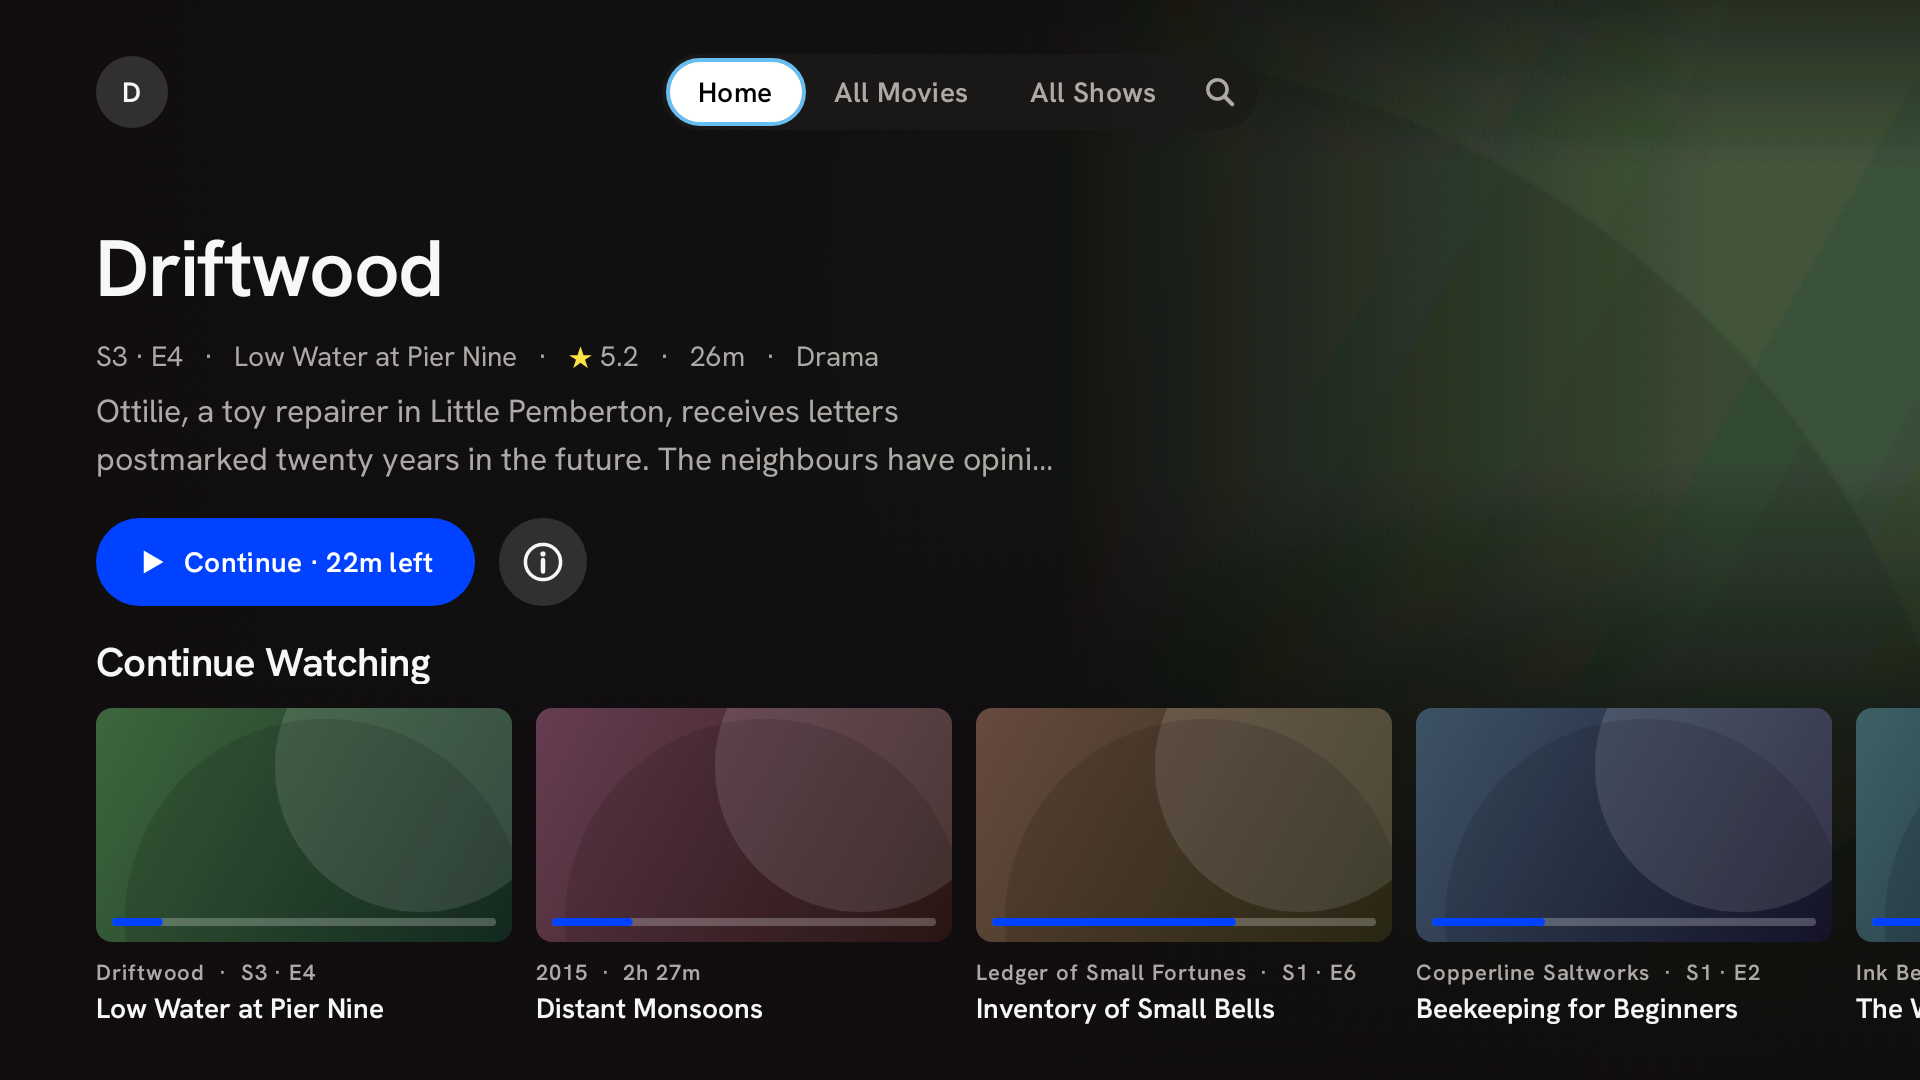 D
Home
All Movies
All Shows
Driftwood
S3 · E4 · Low Water at Pier Nine · ★ 5.2 · 26m · Drama
Ottilie, a toy repairer in Little Pemberton, receives letters
postmarked twenty years in the future. The neighbours have opini...
Continue · 22m left
Continue Watching
Driftwood · S3 · E4
Low Water at Pier Nine
2015 · 2h 27m
Distant Monsoons
Ledger of Small Fortunes · S1 · E6
Inventory of Small Bells
Copperline Saltworks · S1 · E2
Beekeeping for Beginners
Ink Be
The